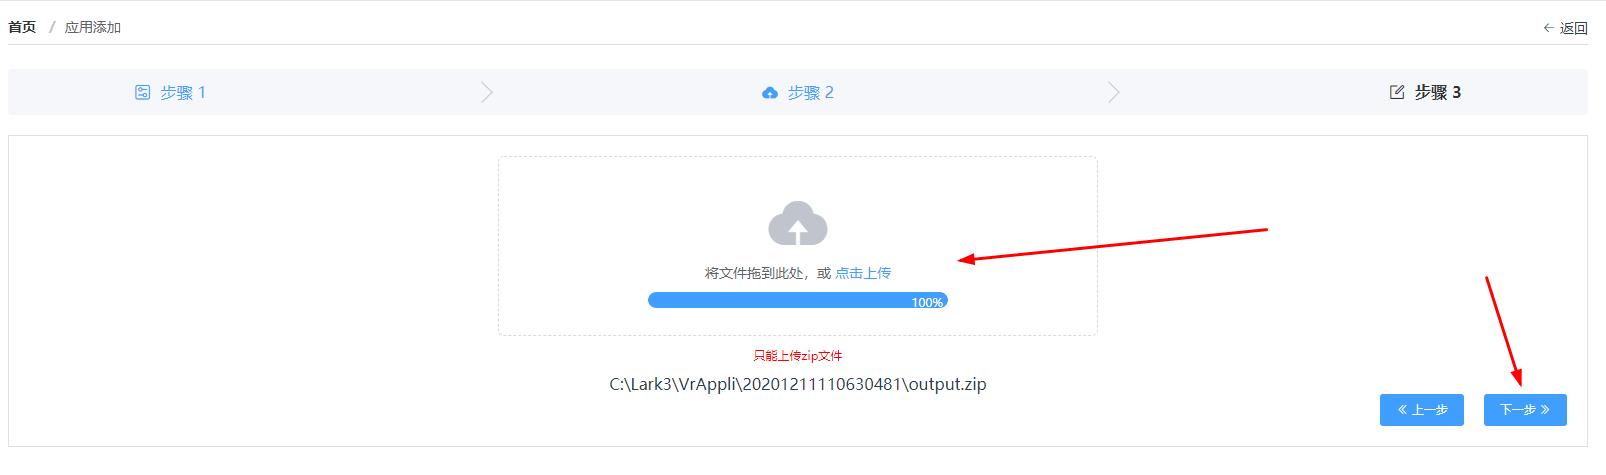 首页 / 应用添加
← 返回
步骤 1
步骤 2
步骤 3
将文件拖到此处，或 点击上传
100%
只能上传zip文件
C:\Lark3\VrAppli\20201211110630481\output.zip
« 上一步
下一步 »